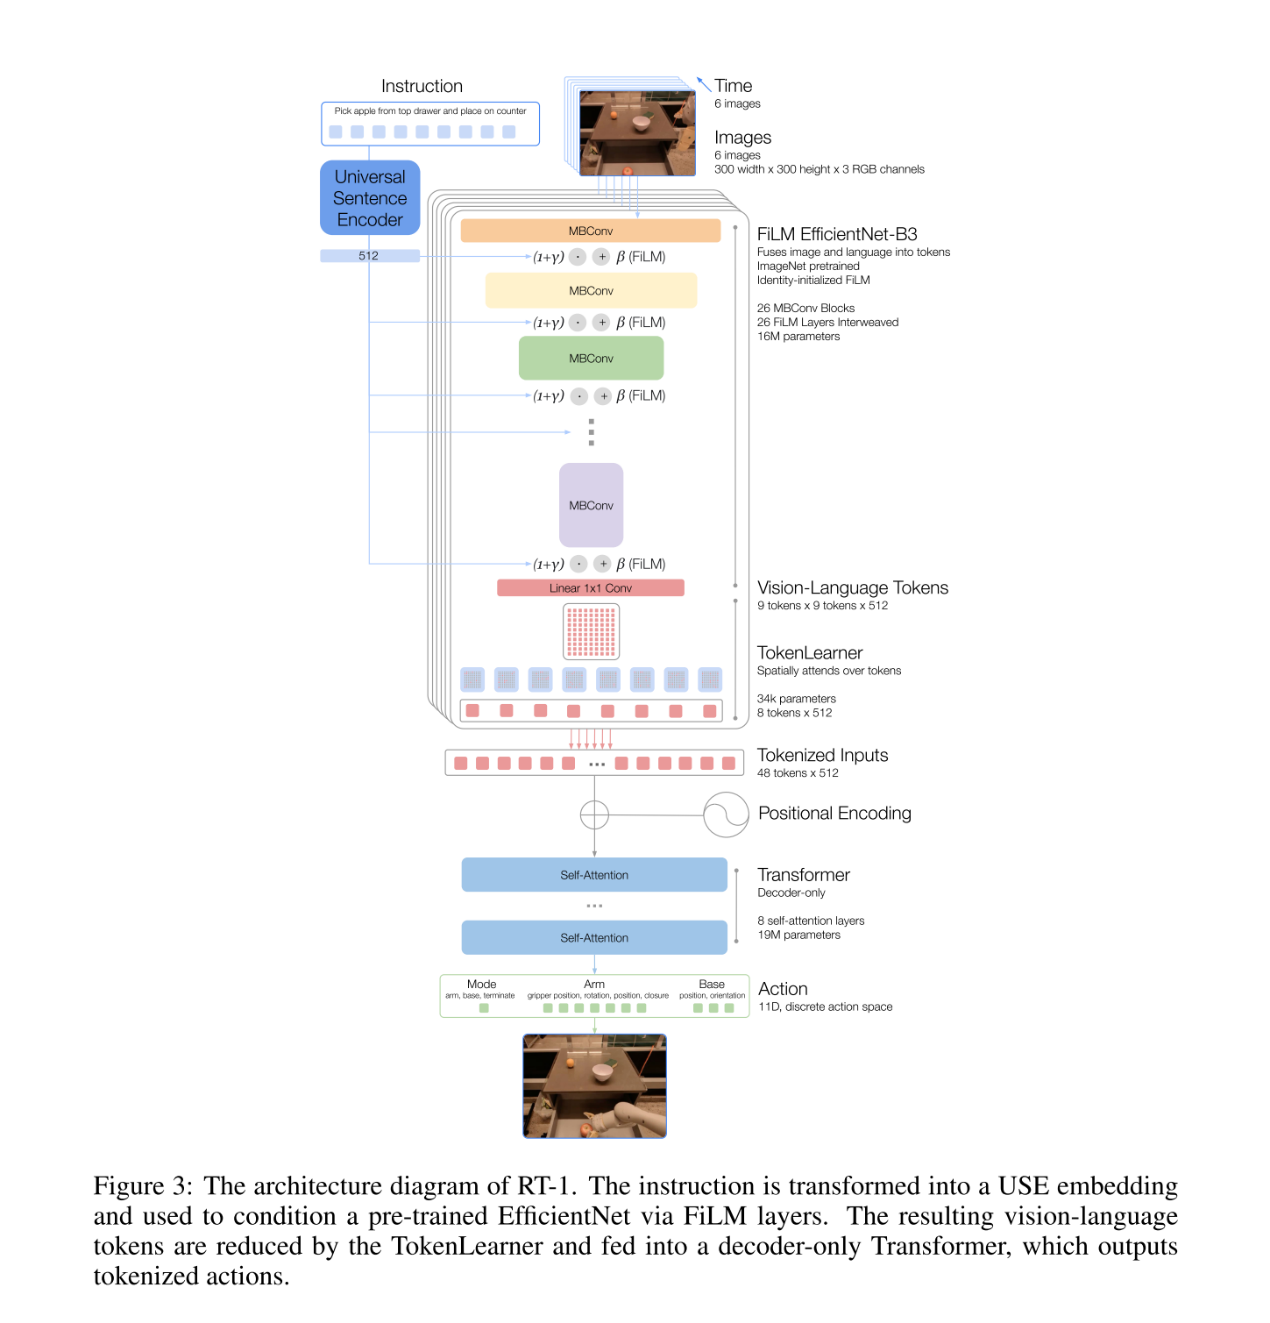 Instruction
Pick apple from top drawer and place on counter
Universal
Sentence
Encoder
512
Time
6 images
Images
6 images
300 width x 300 height x 3 RGB channels
MBConv
(1+γ) · + β (FiLM)
MBConv
(1+γ) · + β (FiLM)
MBConv
(1+γ) · + β (FiLM)
MBConv
(1+γ) · + β (FiLM)
Linear 1x1 Conv
FiLM EfficientNet-B3
Fuses image and language into tokens
ImageNet pretrained
Identity-initialized FiLM
26 MBConv Blocks
26 FiLM Layers Interweaved
16M parameters
Vision-Language Tokens
9 tokens x 9 tokens x 512
TokenLearner
Spatially attends over tokens
34k parameters
8 tokens x 512
Tokenized Inputs
48 tokens x 512
Positional Encoding
Self-Attention
...
Self-Attention
Transformer
Decoder-only
8 self-attention layers
19M parameters
Mode
arm, base, terminate
Arm
gripper position, rotation, position, closure
Base
position, orientation
Action
11D, discrete action space
Figure 3: The architecture diagram of RT-1. The instruction is transformed into a USE embedding
and used to condition a pre-trained EfficientNet via FiLM layers. The resulting vision-language
tokens are reduced by the TokenLearner and fed into a decoder-only Transformer, which outputs
tokenized actions.